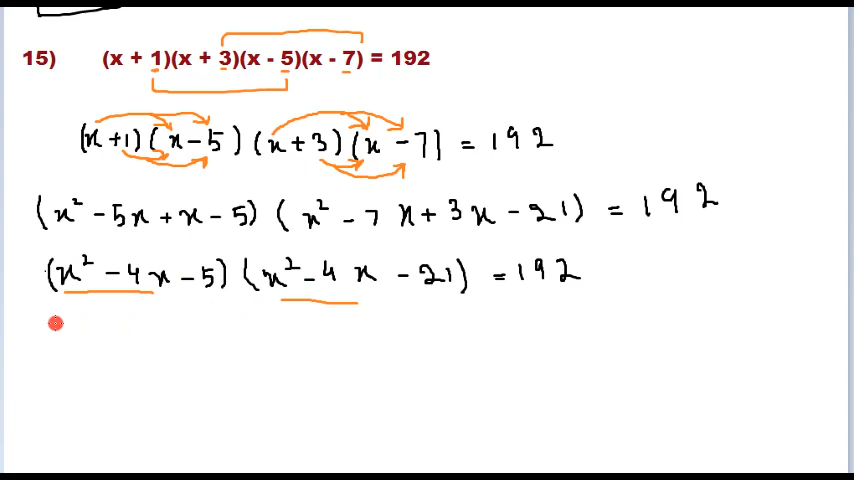 15) (x + 1)(x + 3)(x - 5)(x - 7) = 192
(x+1)(x-5)(x+3)(x-7) = 192
(x² - 5x + x - 5)(x² - 7x + 3x - 21) = 192
(x² - 4x - 5)(x² - 4x - 21) = 192